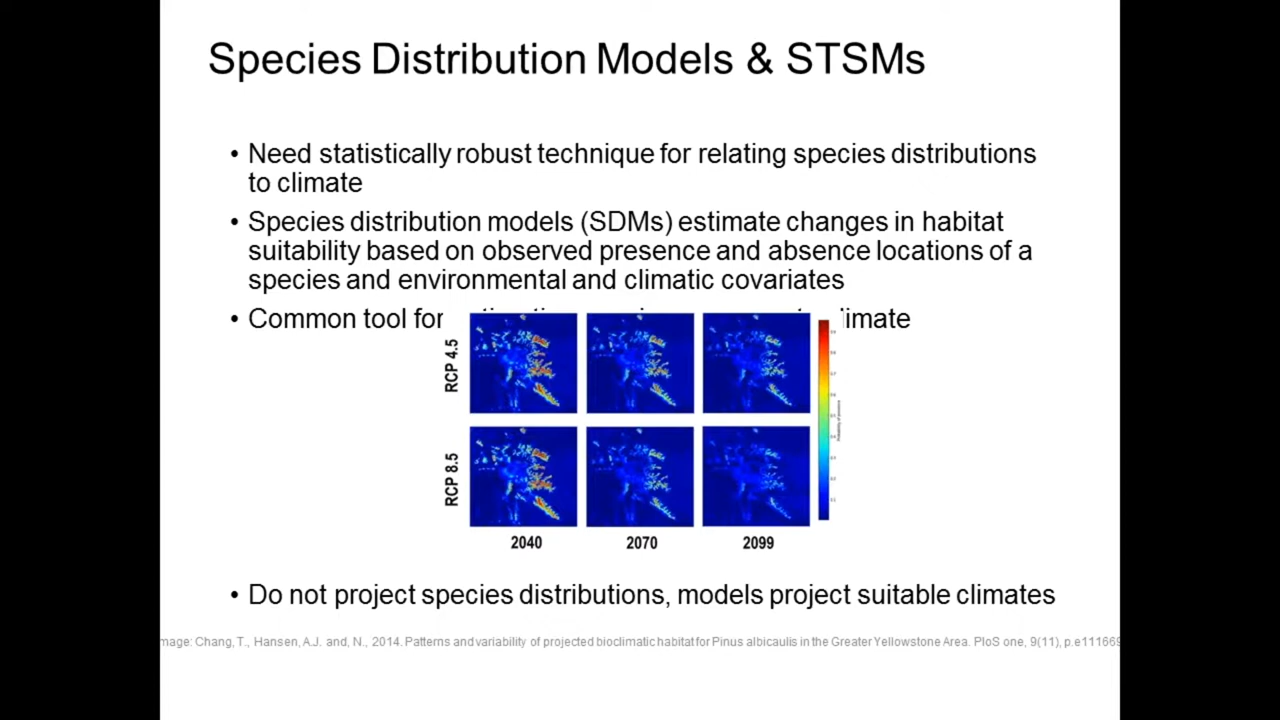 Species Distribution Models & STSMs
• Need statistically robust technique for relating species distributions
to climate
• Species distribution models (SDMs) estimate changes in habitat
suitability based on observed presence and absence locations of a
species and environmental and climatic covariates
• Common tool for limate
RCP 4.5
RCP 8.5
2040
2070
2099
• Do not project species distributions, models project suitable climates
mage: Chang, T., Hansen, A.J. and, N., 2014. Patterns and variability of projected bioclimatic habitat for Pinus albicaulis in the Greater Yellowstone Area. PloS one, 9(11), p.e111669